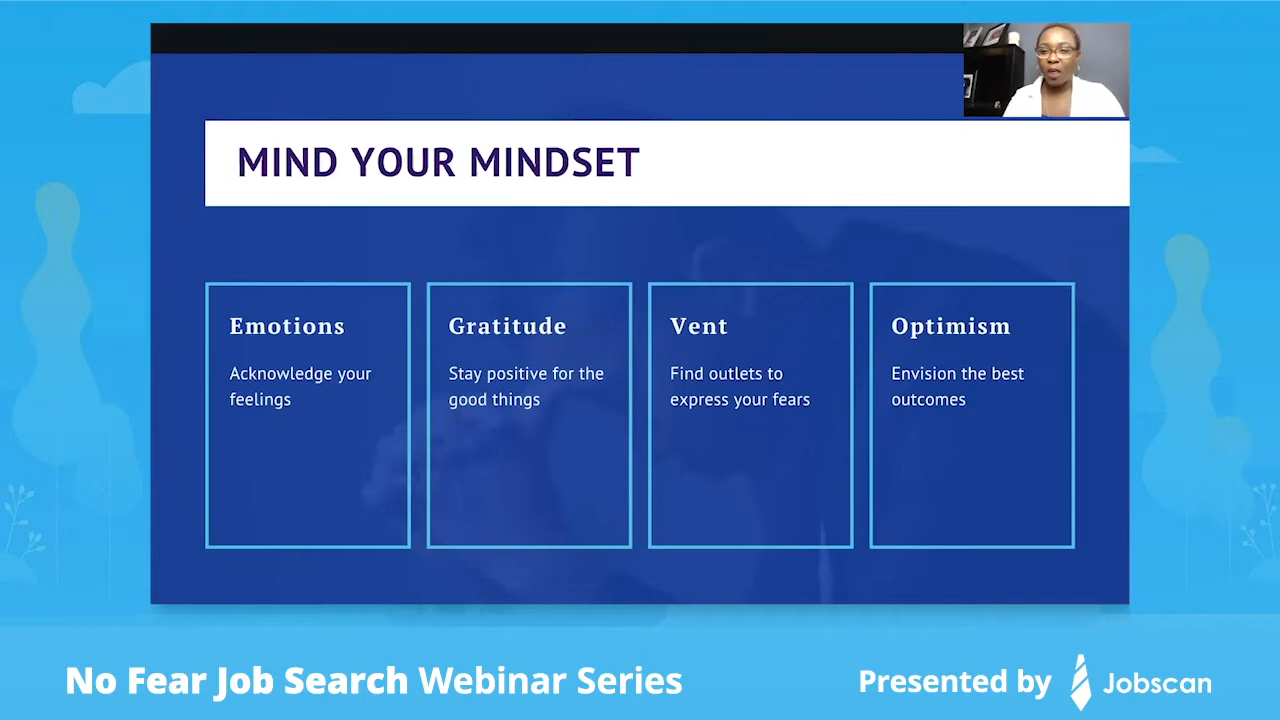 MIND YOUR MINDSET
Emotions
Acknowledge your
feelings
Gratitude
Stay positive for the
good things
Vent
Find outlets to
express your fears
Optimism
Envision the best
outcomes
No Fear Job Search Webinar Series
Presented by Jobscan